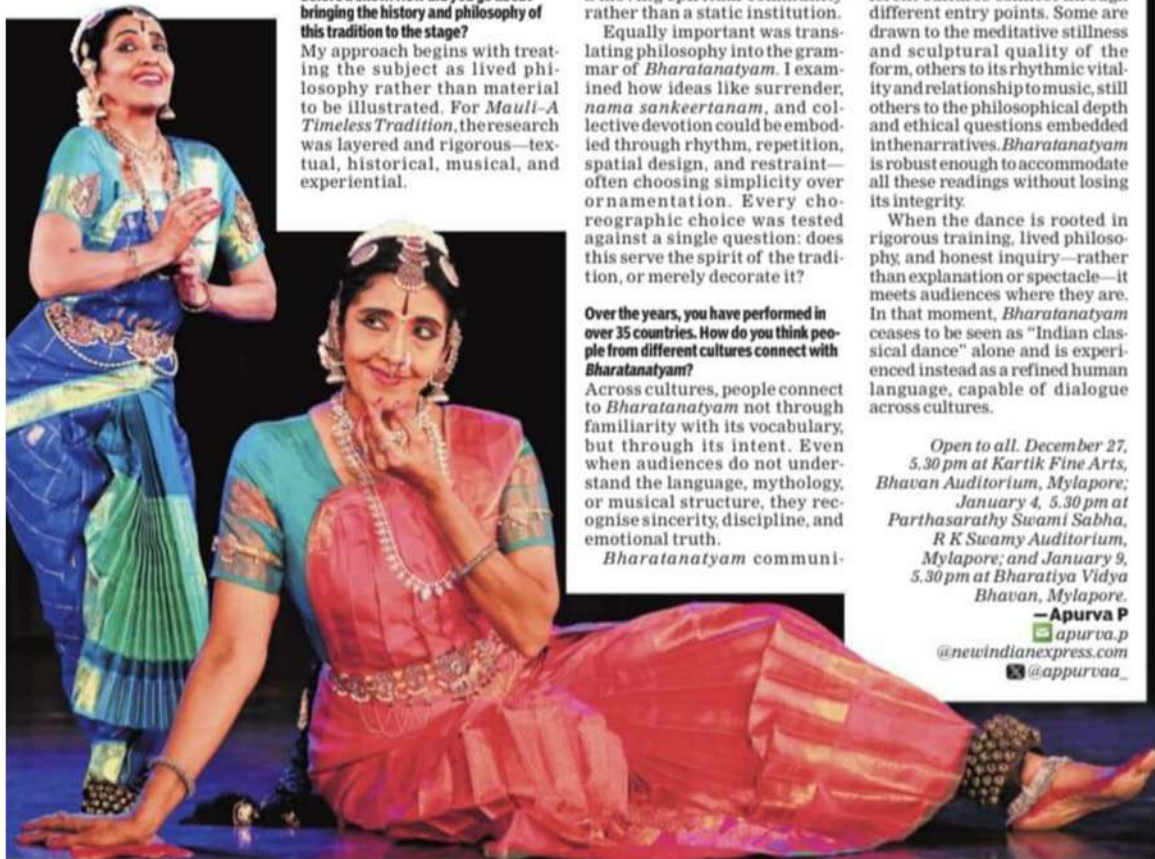 bringing the history and philosophy of
this tradition to the stage?
My approach begins with treat-
ing the subject as lived phi-
losophy rather than material
to be illustrated. For Mauli–A
Timeless Tradition, the research
was layered and rigorous—tex-
tual, historical, musical, and
experiential.
rather than a static institution.
Equally important was trans-
lating philosophy into the gram-
mar of Bharatanatyam. I exam-
ined how ideas like surrender,
nama sankeertanam, and col-
lective devotion could be embod-
ied through rhythm, repetition,
spatial design, and restraint—
often choosing simplicity over
ornamentation. Every cho-
reographic choice was tested
against a single question: does
this serve the spirit of the tradi-
tion, or merely decorate it?
Over the years, you have performed in
over 35 countries. How do you think peo-
ple from different cultures connect with
Bharatanatyam?
Across cultures, people connect
to Bharatanatyam not through
familiarity with its vocabulary,
but through its intent. Even
when audiences do not under-
stand the language, mythology,
or musical structure, they rec-
ognise sincerity, discipline, and
emotional truth.
Bharatanatyam communi-
different entry points. Some are
drawn to the meditative stillness
and sculptural quality of the
form, others to its rhythmic vital-
ity and relationship to music, still
others to the philosophical depth
and ethical questions embedded
in the narratives. Bharatanatyam
is robust enough to accommodate
all these readings without losing
its integrity.
When the dance is rooted in
rigorous training, lived philoso-
phy, and honest inquiry—rather
than explanation or spectacle—it
meets audiences where they are.
In that moment, Bharatanatyam
ceases to be seen as “Indian clas-
sical dance” alone and is experi-
enced instead as a refined human
language, capable of dialogue
across cultures.
Open to all. December 27,
5.30 pm at Kartik Fine Arts,
Bhavan Auditorium, Mylapore;
January 4, 5.30 pm at
Parthasarathy Swami Sabha,
R K Swamy Auditorium,
Mylapore; and January 9,
5.30 pm at Bharatiya Vidya
Bhavan, Mylapore.
—Apurva P
apurva.p
@newindianexpress.com
@appurvaa_